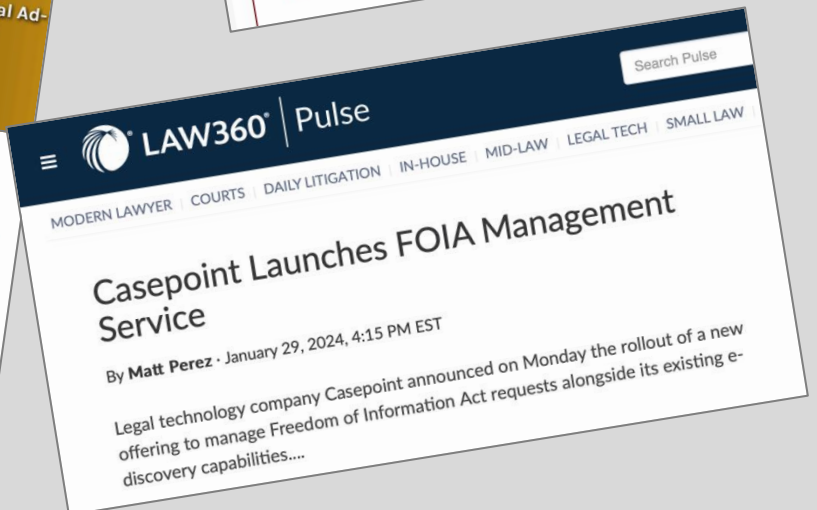 al Ad-
LAW360® | Pulse
Search Pulse
MODERN LAWYER | COURTS | DAILY LITIGATION | IN-HOUSE | MID-LAW | LEGAL TECH | SMALL LAW
Casepoint Launches FOIA Management
Service
By Matt Perez · January 29, 2024, 4:15 PM EST
Legal technology company Casepoint announced on Monday the rollout of a new
offering to manage Freedom of Information Act requests alongside its existing e-
discovery capabilities....